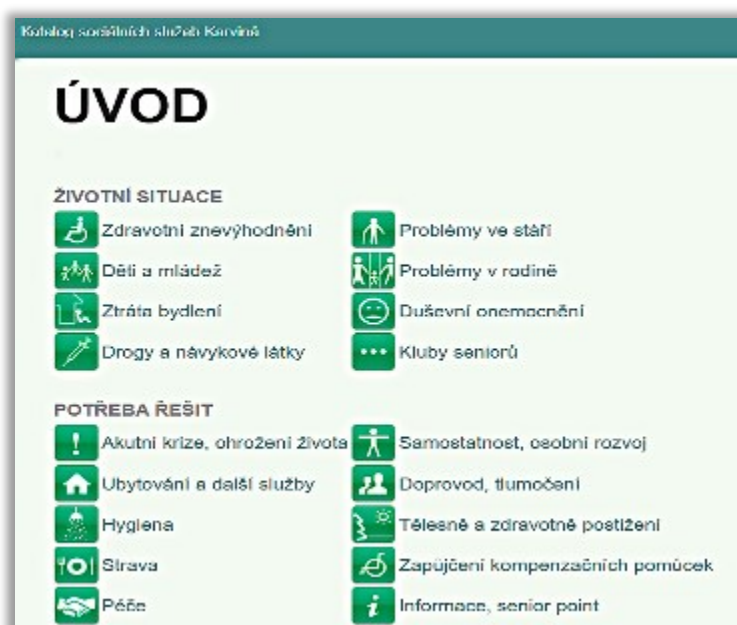 Katalog sociálních služeb Karviná
ÚVOD
ŽIVOTNÍ SITUACE
Zdravotní znevýhodnění
Problémy ve stáří
Děti a mládež
Problémy v rodině
Ztráta bydlení
Duševní onemocnění
Drogy a návykové látky
Kluby seniorů
POTŘEBA ŘEŠIT
Akutní krize, ohrožení života
Samostatnost, osobní rozvoj
Ubytování a další služby
Doprovod, tlumočení
Hygiena
Tělesné a zdravotné postižení
Strava
Zapůjčení kompenzačních pomůcek
Péče
Informace, senior point